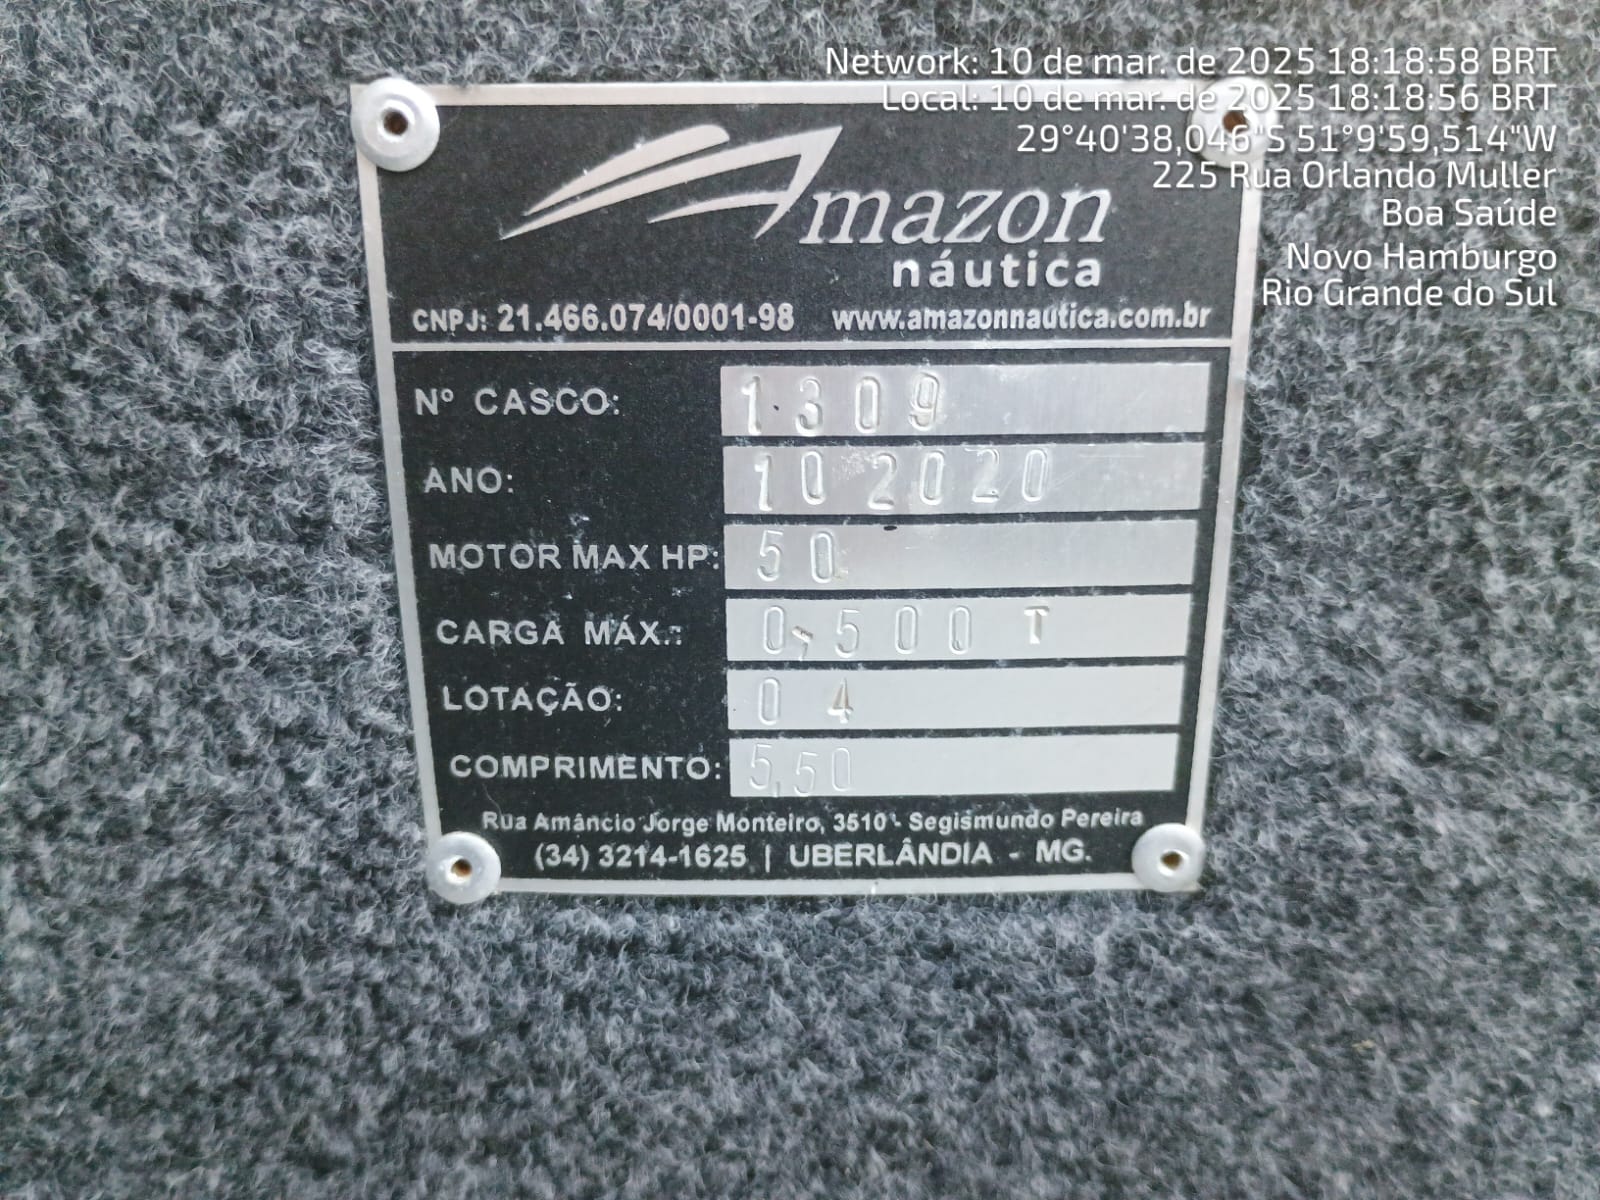 Network: 10 de mar. de 2025 18:18:58 BRT
Local: 10 de mar. de 2025 18:18:56 BRT
29°40'38,046"S 51°9'59,514"W
225 Rua Orlando Muller
Boa Saúde
Novo Hamburgo
Rio Grande do Sul
Amazon
náutica
CNPJ: 21.466.074/0001-98 www.amazonnautica.com.br
Nº CASCO: 1309
ANO: 10 2020
MOTOR MAX HP: 50
CARGA MÁX.: 0,500 T
LOTAÇÃO: 04
COMPRIMENTO: 5,50
Rua Amâncio Jorge Monteiro, 3510 - Segismundo Pereira
(34) 3214-1625 | UBERLÂNDIA - MG.